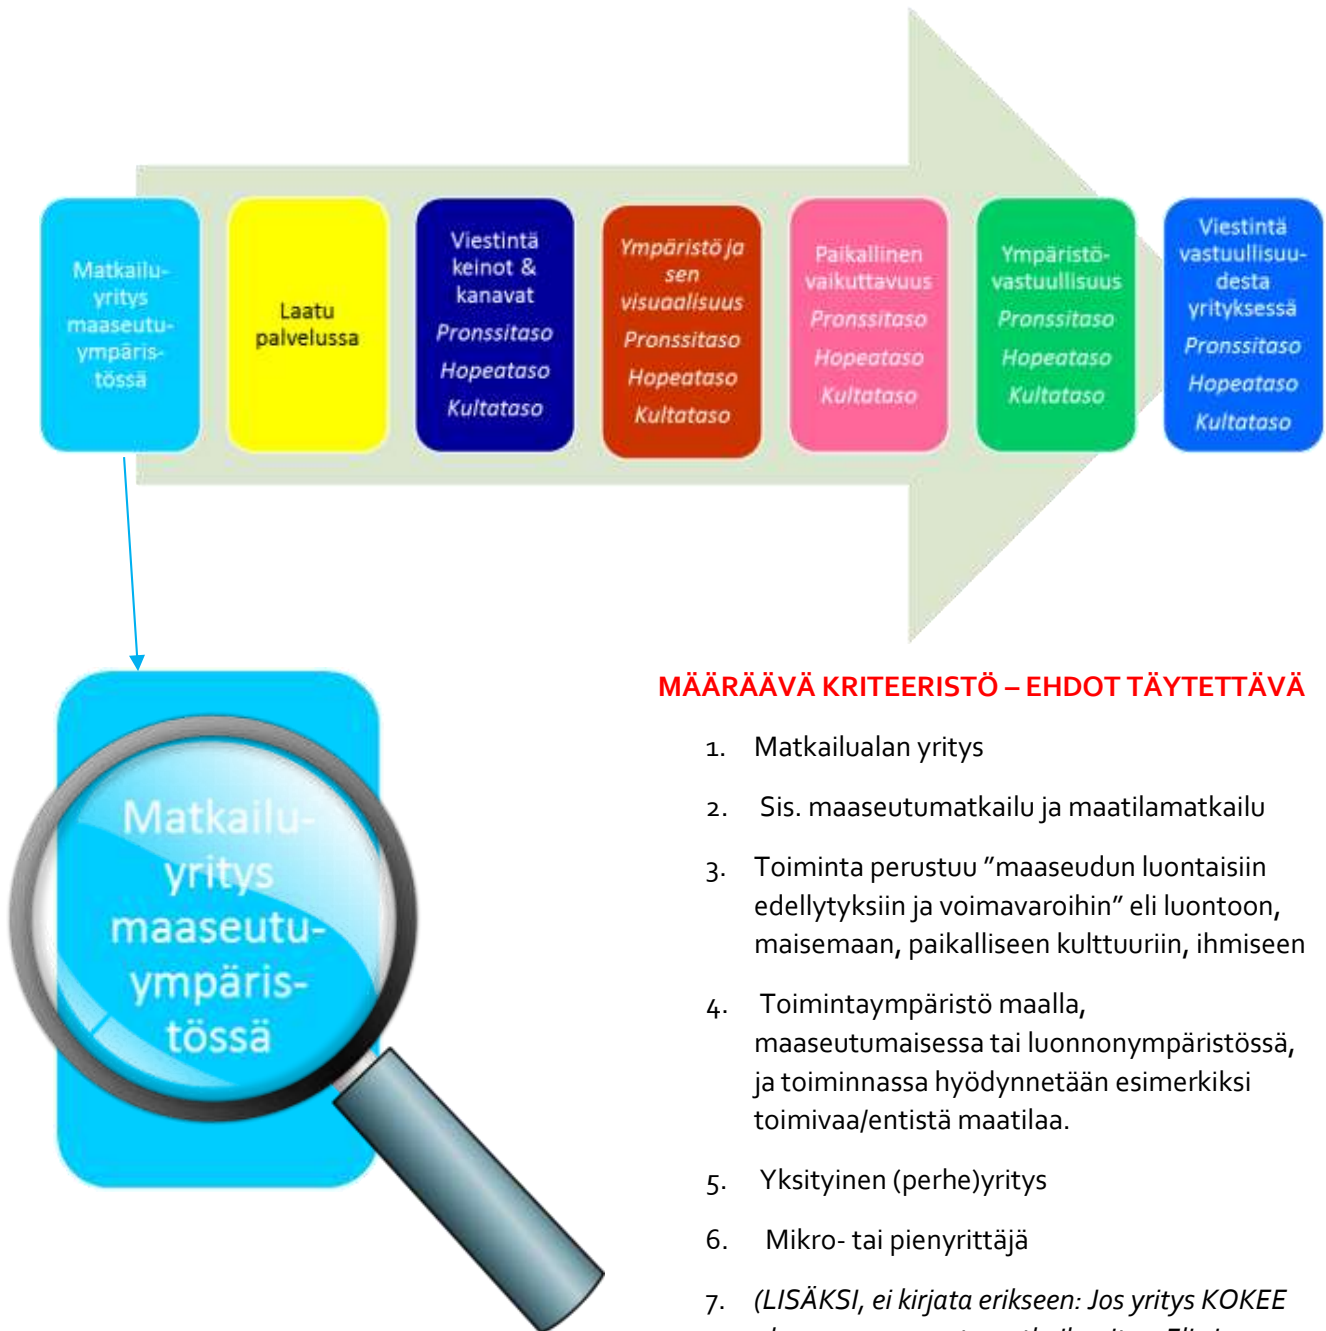 Matkailu-
yritys
maaseutu-
ympäris-
tössä
Laatu
palvelussa
Viestintä
keinot &
kanavat
Pronssitaso
Hopeataso
Kultataso
Ympäristö ja
sen
visuaalisuus
Pronssitaso
Hopeataso
Kultataso
Paikallinen
vaikuttavuus
Pronssitaso
Hopeataso
Kultataso
Ympäristö-
vastuullisuus
Pronssitaso
Hopeataso
Kultataso
Viestintä
vastuullisuu-
desta
yrityksessä
Pronssitaso
Hopeataso
Kultataso
Matkailu-
yritys
maaseutu-
ympäris-
tössä
MÄÄRÄÄVÄ KRITEERISTÖ – EHDOT TÄYTETTÄVÄ
1. Matkailualan yritys
2. Sis. maaseutumatkailu ja maatilamatkailu
3. Toiminta perustuu ”maaseudun luontaisiin
edellytyksiin ja voimavaroihin” eli luontoon,
maisemaan, paikalliseen kulttuuriin, ihmiseen
4. Toimintaympäristö maalla,
maaseutumaisessa tai luonnonympäristössä,
ja toiminnassa hyödynnetään esimerkiksi
toimivaa/entistä maatilaa.
5. Yksityinen (perhe)yritys
6. Mikro- tai pienyrittäjä
7. (LISÄKSI, ei kirjata erikseen: Jos yritys KOKEE